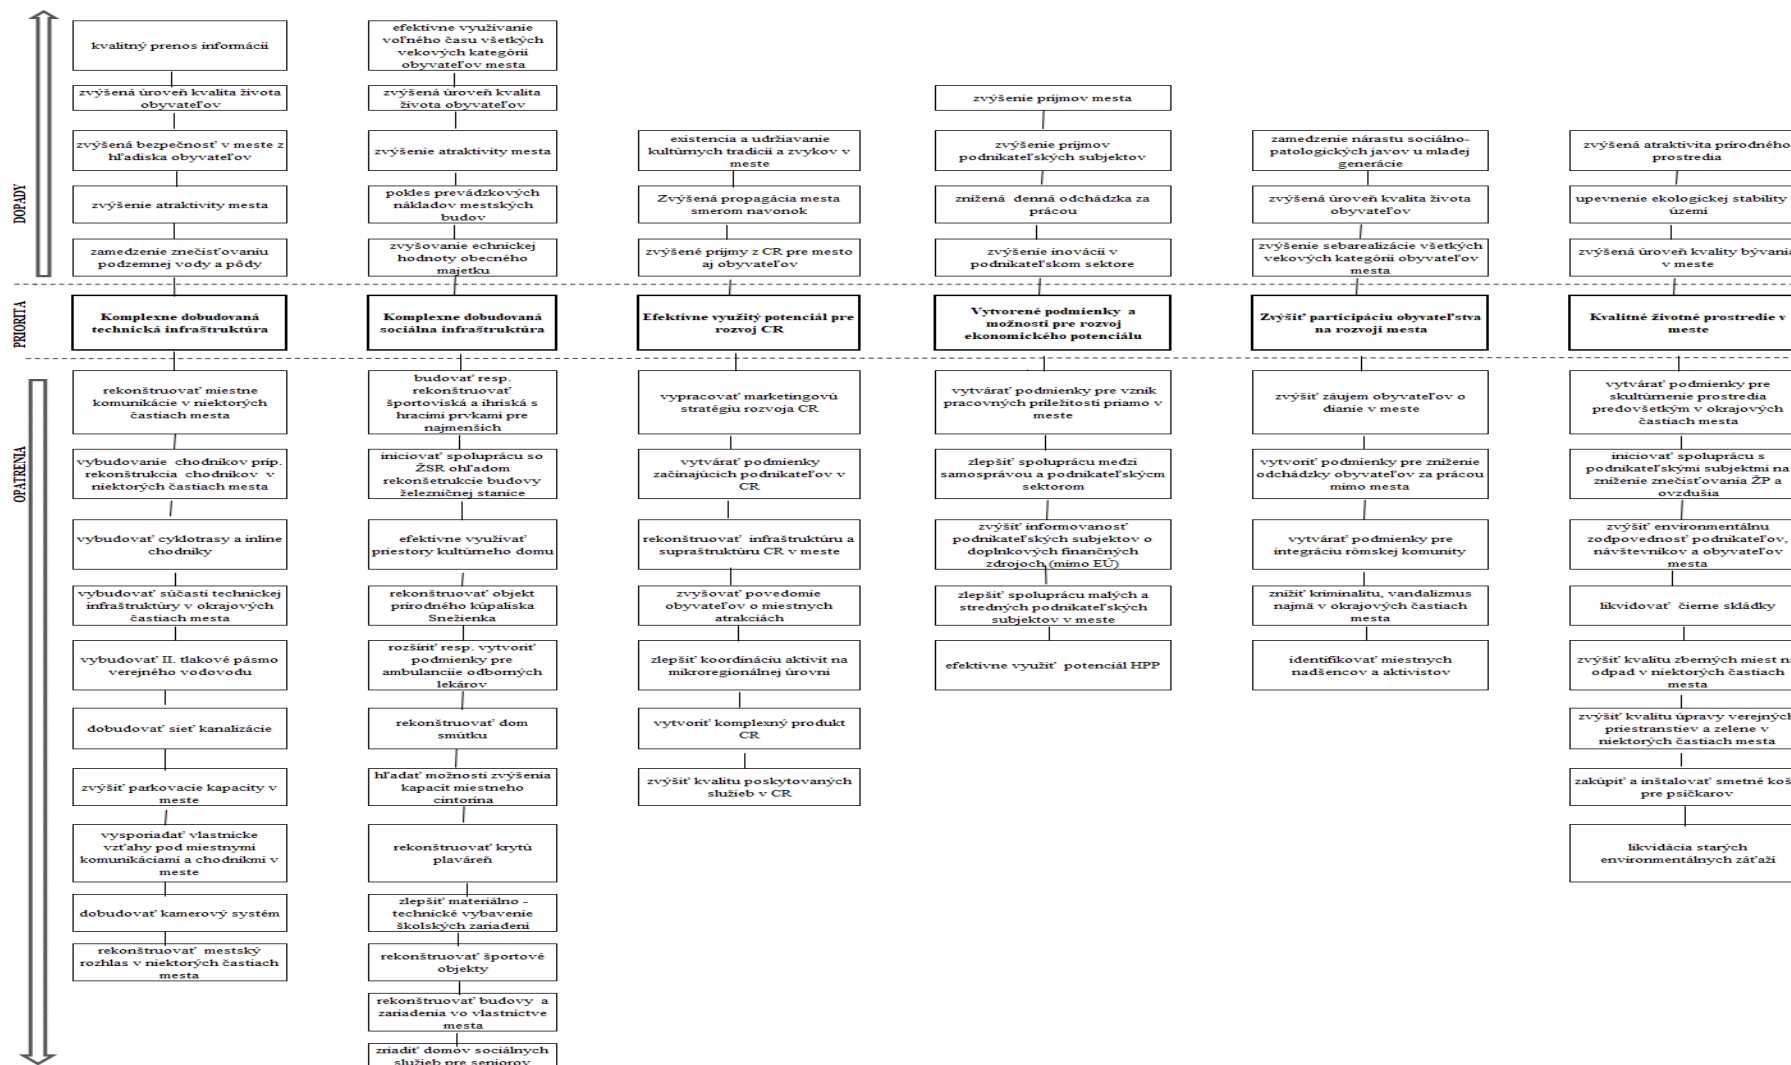 DOPADY
kvalitný prenos informácií
zvýšená úroveň kvalita života
obyvateľov
zvýšená bezpečnosť v meste z
hľadiska obyvateľov
zvýšenie atraktivity mesta
zamedzenie znečisťovaniu
podzemnej vody a pôdy
efektívne využívanie
voľného času všetkých
vekových kategórií
obyvateľov mesta
zvýšená úroveň kvalita
života obyvateľov
zvýšenie atraktivity mesta
pokles prevádzkových
nákladov mestských
budov
zvyšovanie echnickej
hodnoty obecného
majetku
existencia a udržiavanie
kultúrnych tradícií a zvykov v
meste
Zvýšená propagácia mesta
smerom navonok
zvýšené príjmy z CR pre mesto
aj obyvateľov
zvýšenie príjmov mesta
zvýšenie príjmov
podnikateľských subjektov
znížená denná odchádzka za
prácou
zvýšenie inovácií v
podnikateľskom sektore
zamedzenie nárastu sociálno-
patologických javov u mladej
generácie
zvýšená úroveň kvalita života
obyvateľov
zvýšenie sebarealizácie všetkých
vekových kategórií obyvateľov
mesta
zvýšená atraktivita prírodného
prostredia
upevnenie ekologickej stability
území
zvýšená úroveň kvality bývania
v meste
PRIORITA
Komplexne dobudovaná
technická infraštruktúra
Komplexne dobudovaná
sociálna infraštruktúra
Efektívne využitý potenciál pre
rozvoj CR
Vytvorené podmienky a
možnosti pre rozvoj
ekonomického potenciálu
Zvýšiť participáciu obyvateľstva
na rozvoji mesta
Kvalitné životné prostredie v
meste
OPATRENIA
rekonštruovať miestne
komunikácie v niektorých
častiach mesta
vybudovanie chodníkov príp.
rekonštrukcia chodníkov v
niektorých častiach mesta
vybudovať cyklotrasy a inline
chodníky
vybudovať súčasti technickej
infraštruktúry v okrajových
častiach mesta
vybudovať II. tlakové pásmo
verejného vodovodu
dobudovať sieť kanalizácie
zvýšiť parkovacie kapacity v
meste
vysporiadať vlastnícke
vzťahy pod miestnymi
komunikáciami a chodníkmi v
meste
dobudovať kamerový systém
rekonštruovať mestský
rozhlas v niektorých častiach
mesta
budovať resp.
rekonštruovať
športoviská a ihriská s
hracími prvkami pre
najmenších
iniciovať spoluprácu so
ŽSR ohľadom
rekonšetrukcie budovy
železničnej stanice
efektívne využívať
priestory kultúrneho domu
rekonštruovať objekt
prírodného kúpaliska
Snežienka
rozšíriť resp. vytvoriť
podmienky pre
ambulanciie odborných
lekárov
rekonštruovať dom
smútku
hľadať možnosti zvýšenia
kapacít miestneho
cintorína
rekonštruovať krytú
plaváreň
zlepšiť materiálno -
technické vybavenie
školských zariadení
rekonštruovať športové
objekty
rekonštruovať budovy a
zariadenia vo vlastníctve
mesta
zriadiť domov sociálnych
služieb pre seniorov
vypracovať marketingovú
stratégiu rozvoja CR
vytvárať podmienky
začínajúcich podnikateľov v
CR
rekonštruovať infraštruktúru a
supraštruktúru CR v meste
zvyšovať povedomie
obyvateľov o miestnych
atrakciách
zlepšiť koordináciu aktivít na
mikroregionálnej úrovni
vytvoriť komplexný produkt
CR
zvýšiť kvalitu poskytovaných
služieb v CR
vytvárať podmienky pre vznik
pracovných príležitostí priamo v
meste
zlepšiť spoluprácu medzi
samosprávou a podnikateľskýcm
sektorom
zvýšiť informovanosť
podnikateľských subjektov o
doplnkových finančných
zdrojoch (mimo EÚ)
zlepšiť spoluprácu malých a
stredných podnikateľských
subjektov v meste
efektívne využiť potenciál HPP
zvýšiť záujem obyvateľov o
dianie v meste
vytvoriť podmienky pre zníženie
odchádzky obyvateľov za prácou
mimo mesta
vytvárať podmienky pre
integráciu rómskej komunity
znížiť kriminalitu, vandalizmus
najmä v okrajových častiach
mesta
identifikovať miestnych
nadšencov a aktivistov
vytvárať podmienky pre
skultúrnenie prostredia
predovšetkým v okrajových
častiach mesta
iniciovať spoluprácu s
podnikateľskými subjektmi na
zníženie znečisťovania ŽP a
ovzdušia
zvýšiť environmentálnu
zodpovednosť podnikateľov,
návštevníkov a obyvateľov
mesta
likvidovať čierne skládky
zvýšiť kvalitu zberných miest na
odpad v niektorých častiach
mesta
zvýšiť kvalitu úpravy verejných
priestranstiev a zelene v
niektorých častiach mesta
zakúpiť a inštalovať smetné koše
pre psíčkarov
likvidácia starých
environmentálnych záťaží